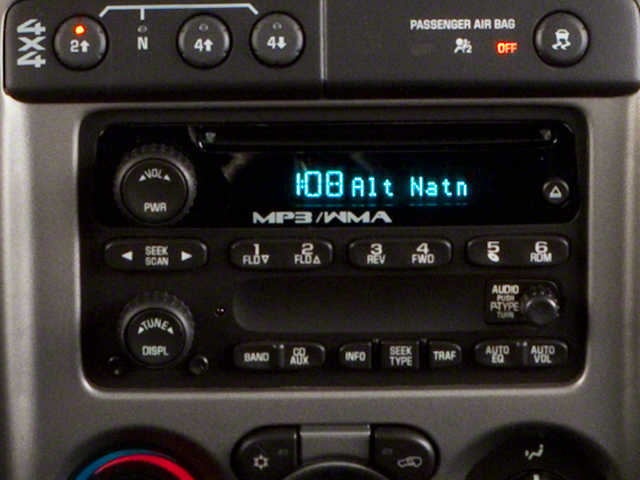 4X4
2↑ N 4↑ 4↓
PASSENGER AIR BAG
2 OFF
108 Alt Natn
VOL
PWR
MP3/WMA
SEEK
SCAN
1 2 3 4 5 6
FLD FLD REV FWD RDM
AUDIO
PUSH
P-TYPE
TURN
TUNE
DISPL
BAND
CD
AUX
INFO
SEEK
TYPE
TRAF
AUTO
EQ
AUTO
VOL